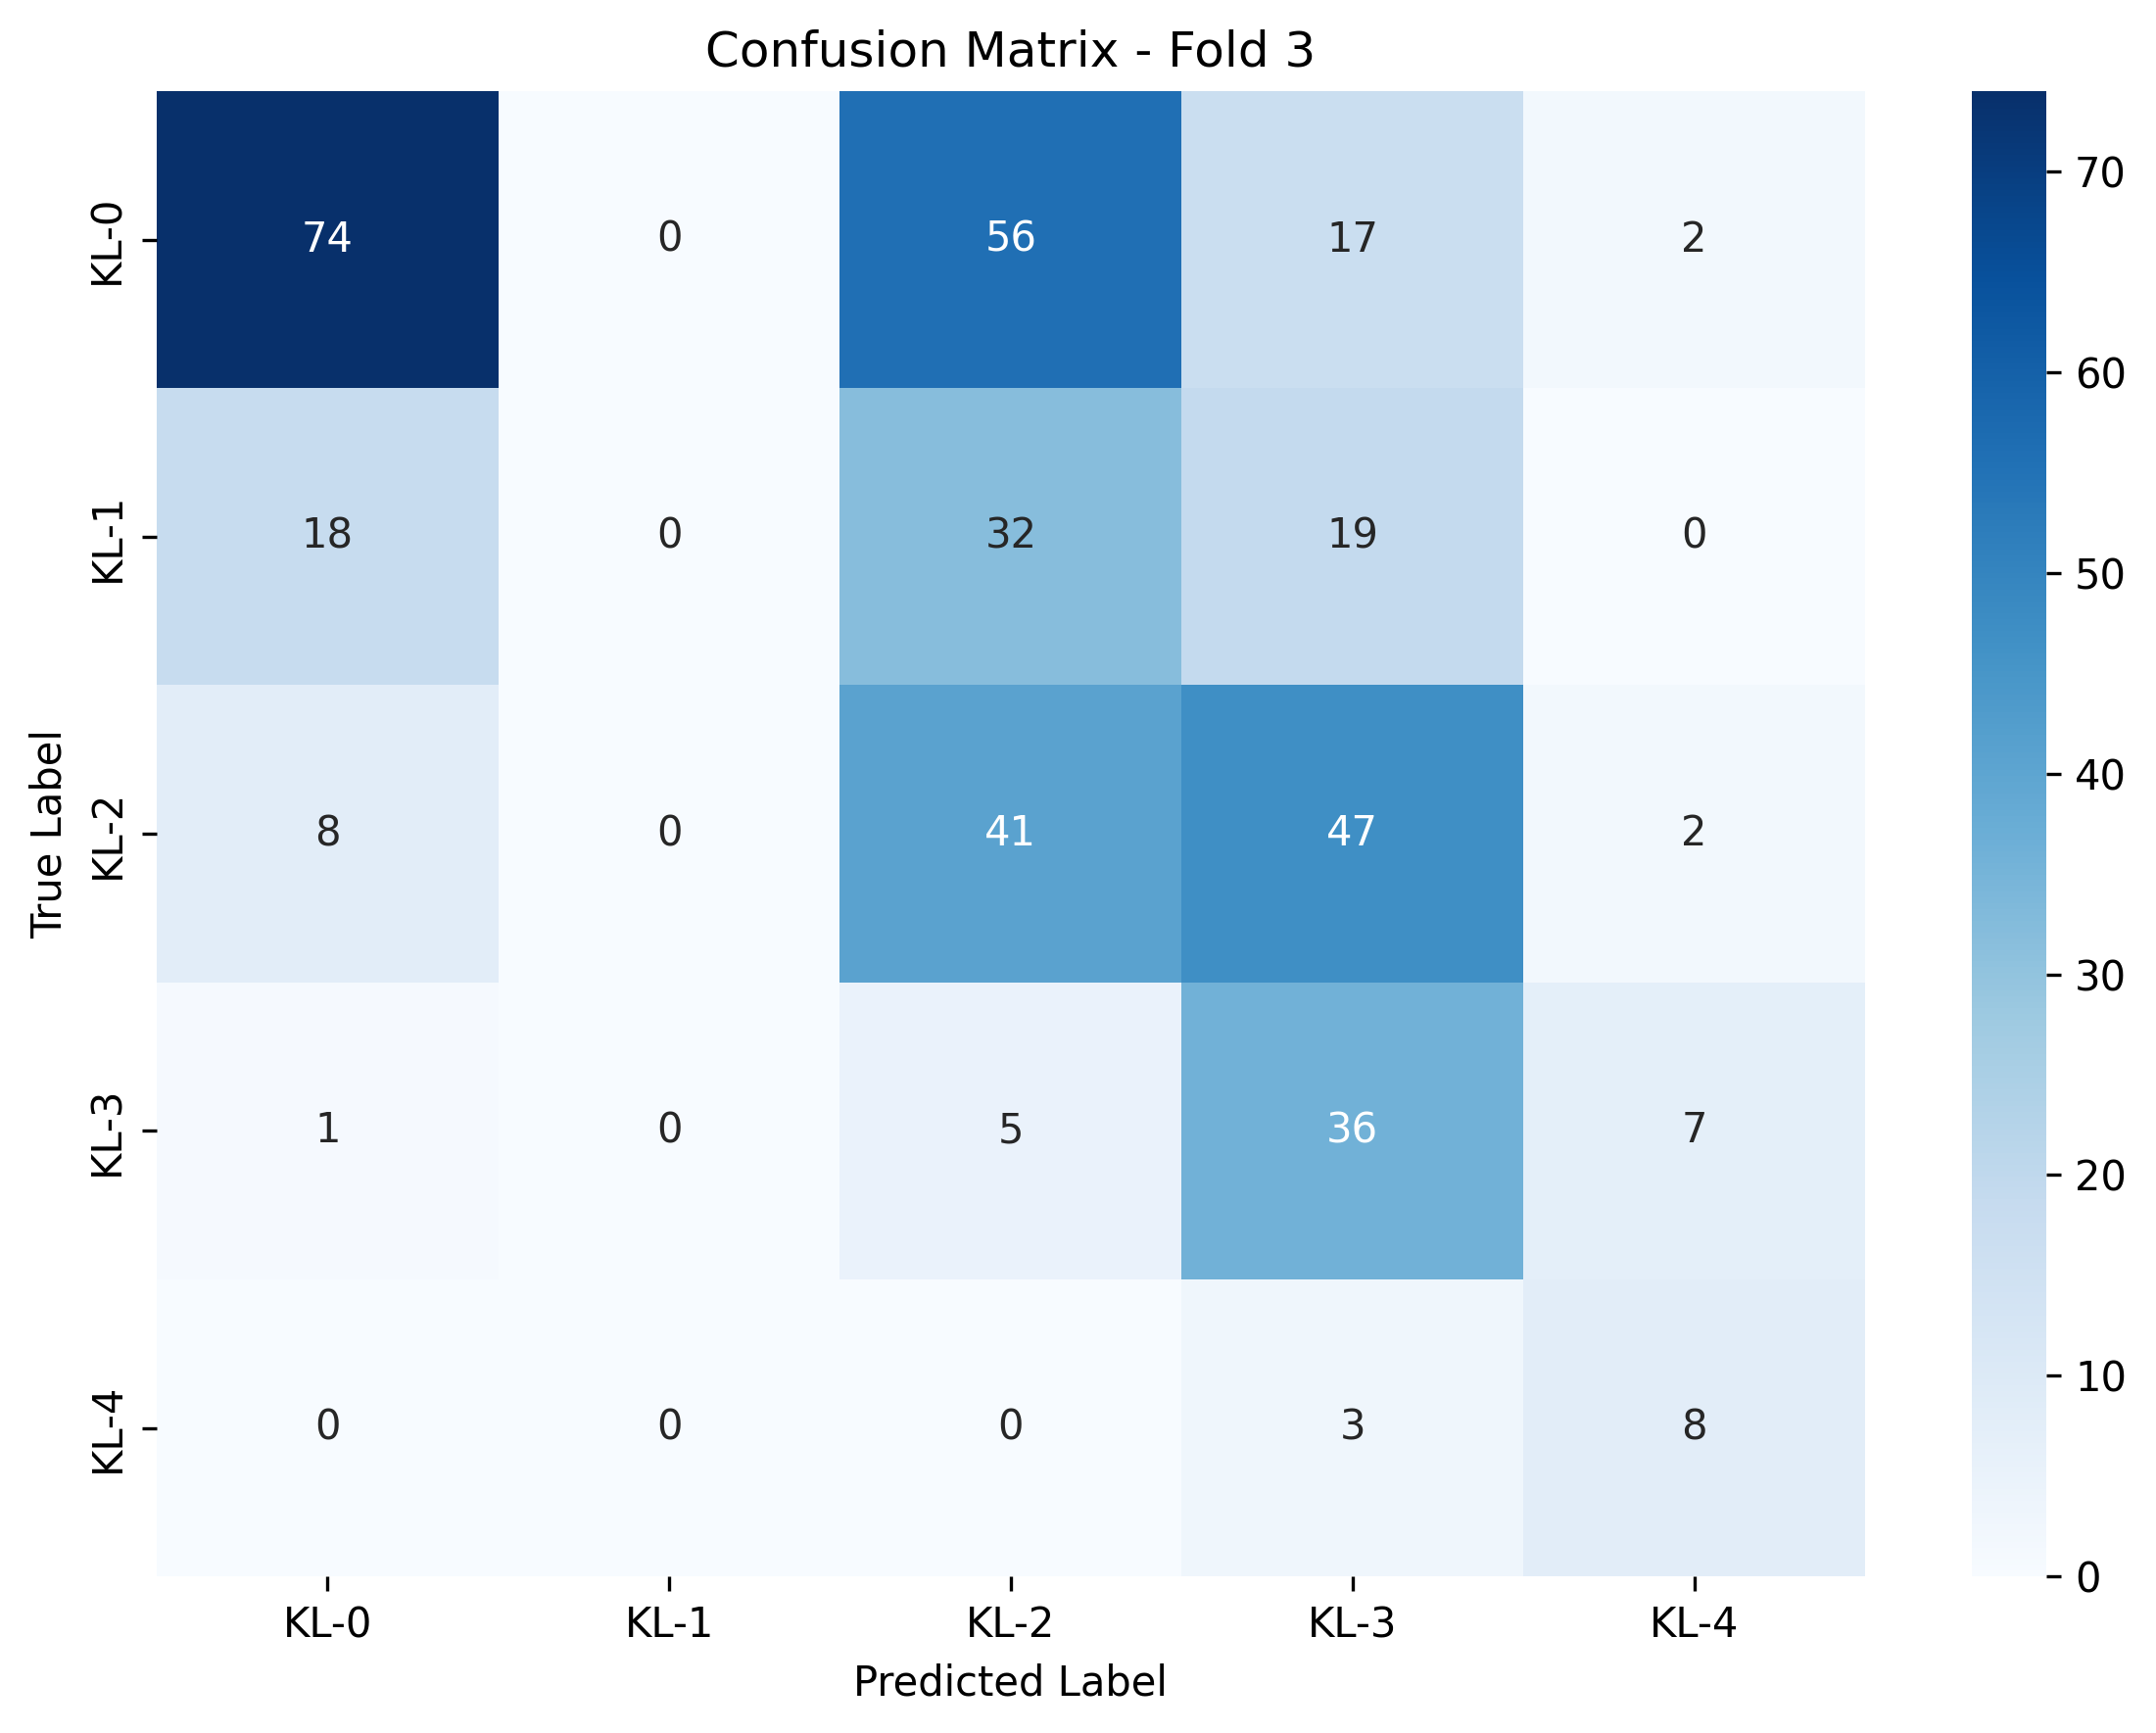 Confusion Matrix - Fold 3
True Label
KL-0 74 0 56 17 2
KL-1 18 0 32 19 0
KL-2 8 0 41 47 2
KL-3 1 0 5 36 7
KL-4 0 0 0 3 8
KL-0 KL-1 KL-2 KL-3 KL-4
Predicted Label
70
60
50
40
30
20
10
0